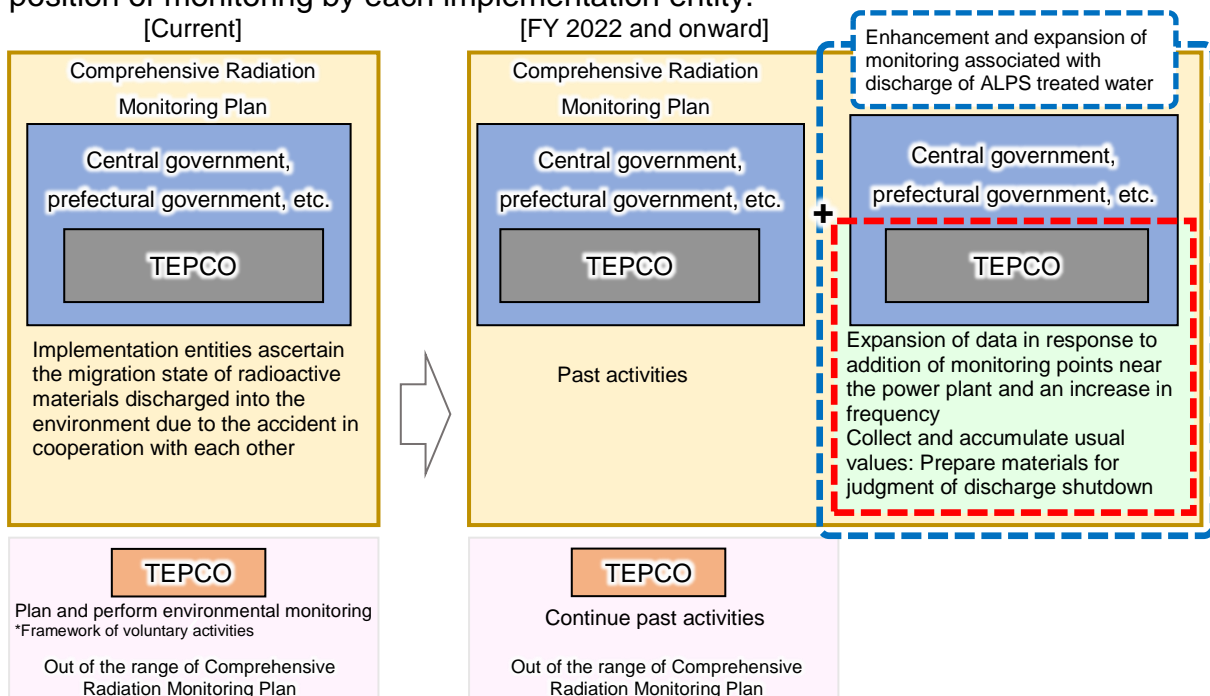 position of monitoring by each implementation entity.
[Current]
Comprehensive Radiation
Monitoring Plan
Central government,
prefectural government, etc.
TEPCO
Implementation entities ascertain
the migration state of radioactive
materials discharged into the
environment due to the accident in
cooperation with each other
TEPCO
Plan and perform environmental monitoring
*Framework of voluntary activities
Out of the range of Comprehensive
Radiation Monitoring Plan
[FY 2022 and onward]
Comprehensive Radiation
Monitoring Plan
Central government,
prefectural government, etc.
TEPCO
Past activities
TEPCO
Continue past activities
Out of the range of Comprehensive
Radiation Monitoring Plan
+
Enhancement and expansion of
monitoring associated with
discharge of ALPS treated water
Central government,
prefectural government, etc.
TEPCO
Expansion of data in response to
addition of monitoring points near
the power plant and an increase in
frequency
Collect and accumulate usual
values: Prepare materials for
judgment of discharge shutdown